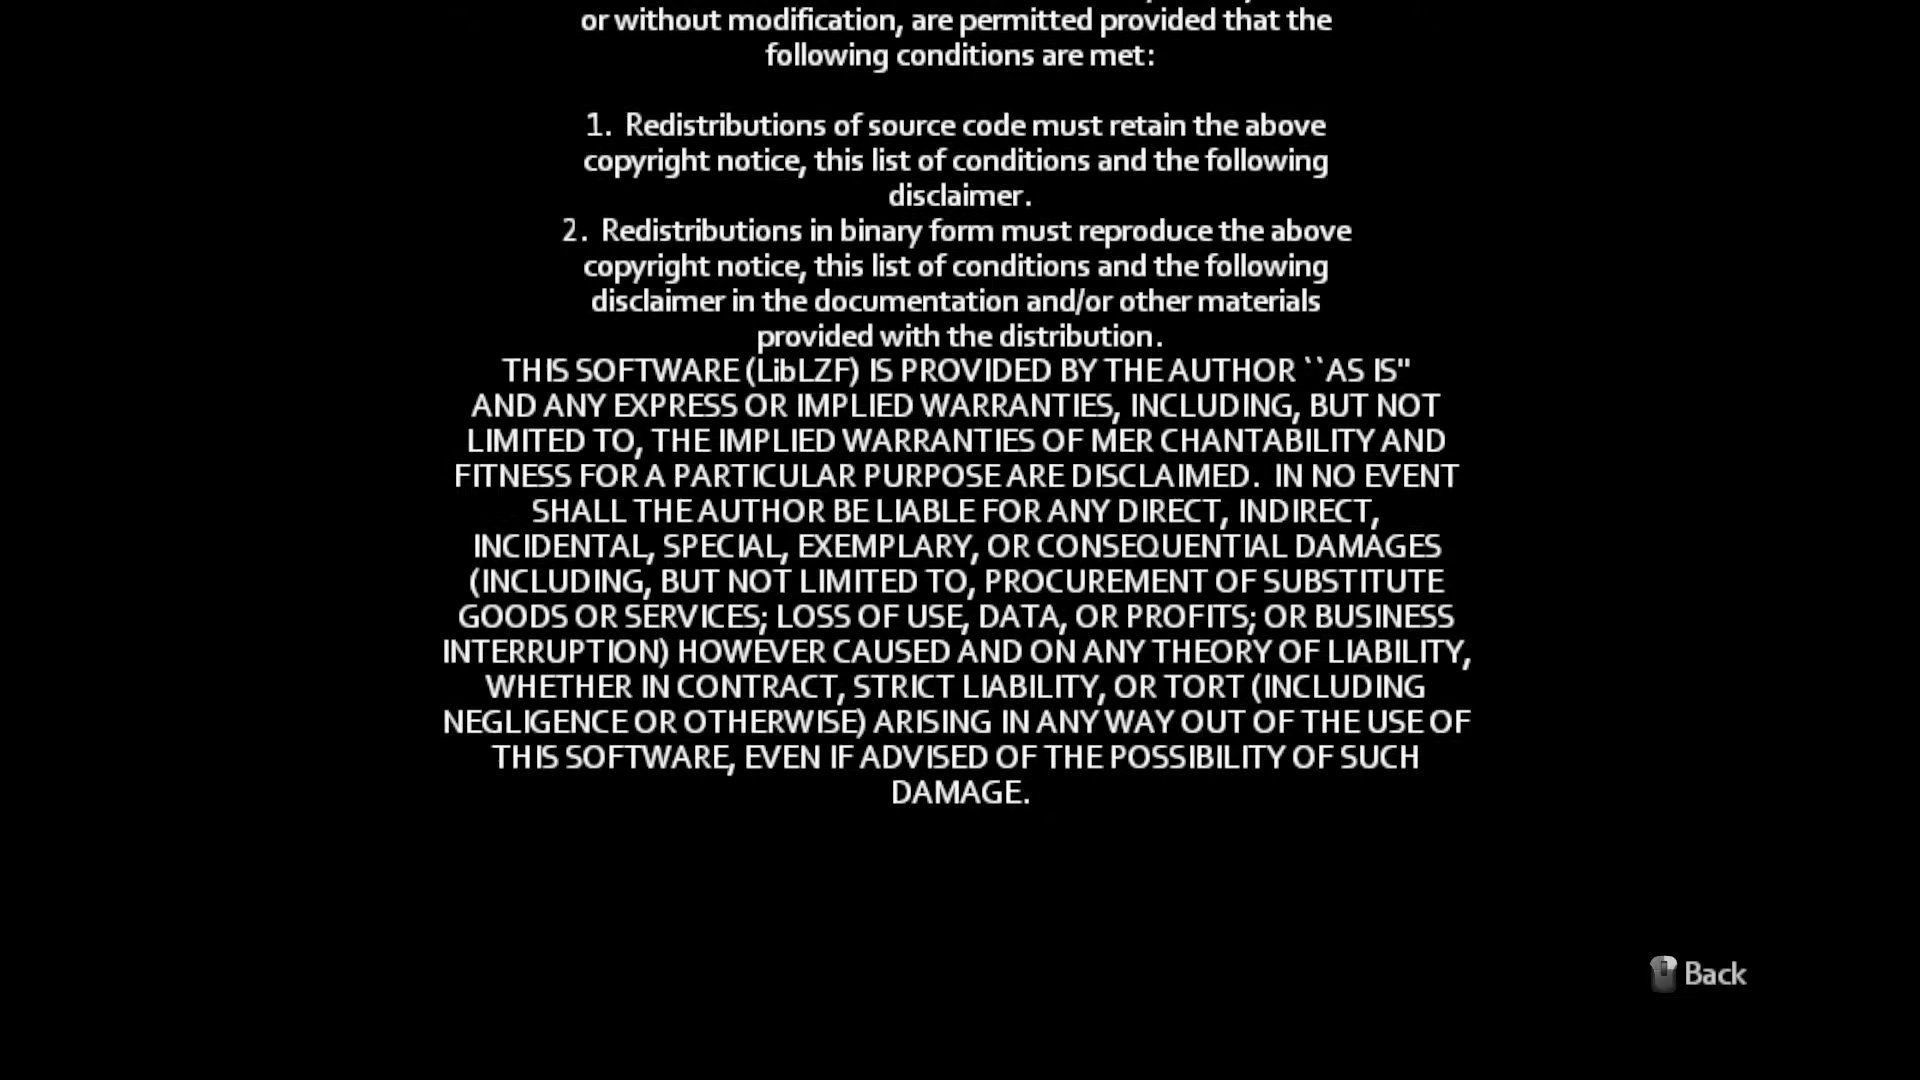 or without modification, are permitted provided that the
following conditions are met:
1. Redistributions of source code must retain the above
copyright notice, this list of conditions and the following
disclaimer.
2. Redistributions in binary form must reproduce the above
copyright notice, this list of conditions and the following
disclaimer in the documentation and/or other materials
provided with the distribution.
THIS SOFTWARE (LibLZF) IS PROVIDED BY THE AUTHOR ``AS IS''
AND ANY EXPRESS OR IMPLIED WARRANTIES, INCLUDING, BUT NOT
LIMITED TO, THE IMPLIED WARRANTIES OF MER CHANTABILITY AND
FITNESS FOR A PARTICULAR PURPOSE ARE DISCLAIMED. IN NO EVENT
SHALL THE AUTHOR BE LIABLE FOR ANY DIRECT, INDIRECT,
INCIDENTAL, SPECIAL, EXEMPLARY, OR CONSEQUENTIAL DAMAGES
(INCLUDING, BUT NOT LIMITED TO, PROCUREMENT OF SUBSTITUTE
GOODS OR SERVICES; LOSS OF USE, DATA, OR PROFITS; OR BUSINESS
INTERRUPTION) HOWEVER CAUSED AND ON ANY THEORY OF LIABILITY,
WHETHER IN CONTRACT, STRICT LIABILITY, OR TORT (INCLUDING
NEGLIGENCE OR OTHERWISE) ARISING IN ANY WAY OUT OF THE USE OF
THIS SOFTWARE, EVEN IF ADVISED OF THE POSSIBILITY OF SUCH
DAMAGE.
Back